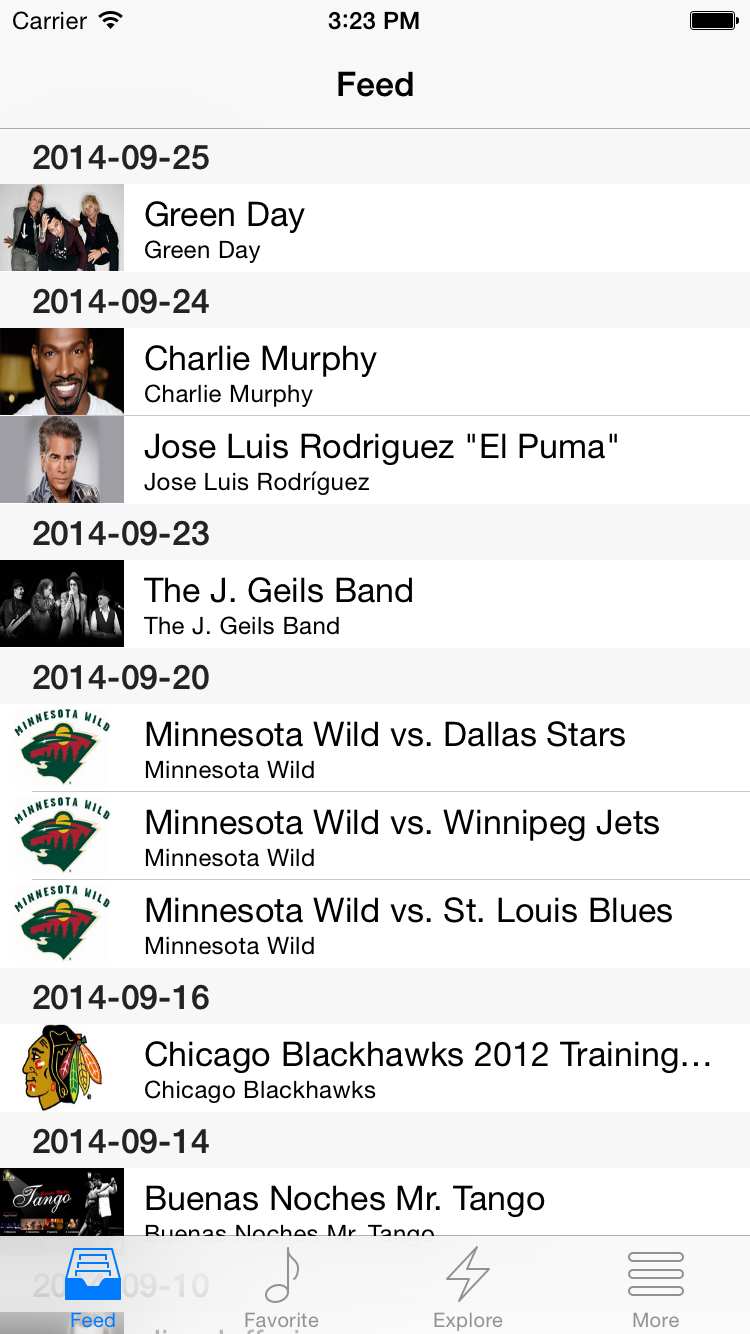 Carrier 3:23 PM
Feed
2014-09-25
Green Day
Green Day
2014-09-24
Charlie Murphy
Charlie Murphy
Jose Luis Rodriguez "El Puma"
Jose Luis Rodríguez
2014-09-23
The J. Geils Band
The J. Geils Band
2014-09-20
MINNESOTA WILD
Minnesota Wild vs. Dallas Stars
Minnesota Wild
MINNESOTA WILD
Minnesota Wild vs. Winnipeg Jets
Minnesota Wild
MINNESOTA WILD
Minnesota Wild vs. St. Louis Blues
Minnesota Wild
2014-09-16
Chicago Blackhawks 2012 Training...
Chicago Blackhawks
2014-09-14
Tango
Buenas Noches Mr. Tango
Buenas Noches Mr. Tango
2014-09-10
Feed Favorite Explore More